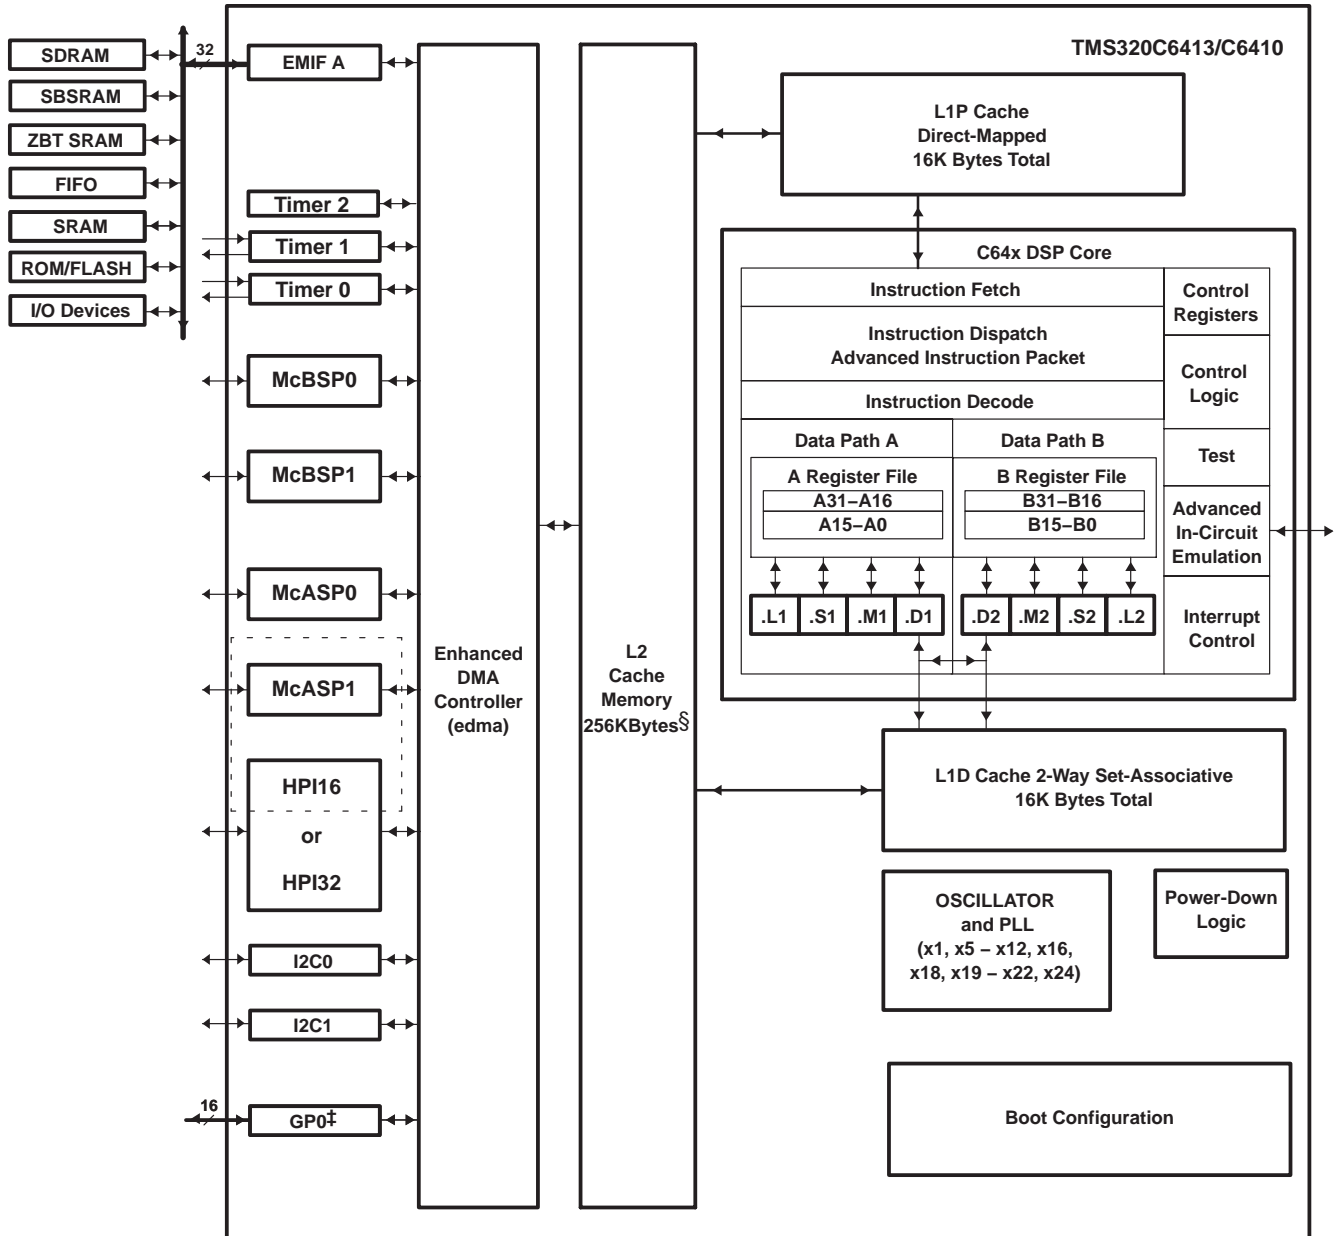 TMS320C6413/C6410
SDRAM
SBSRAM
ZBT SRAM
FIFO
SRAM
ROM/FLASH
I/O Devices
32
EMIF A
Timer 2
Timer 1
Timer 0
McBSP0
McBSP1
McASP0
McASP1
HPI16
or
HPI32
I2C0
I2C1
16
GP0‡
Enhanced
DMA
Controller
(edma)
L2
Cache
Memory
256KBytes§
L1P Cache
Direct-Mapped
16K Bytes Total
C64x DSP Core
Instruction Fetch
Instruction Dispatch
Advanced Instruction Packet
Instruction Decode
Data Path A
A Register File
A31–A16
A15–A0
.L1
.S1
.M1
.D1
Data Path B
B Register File
B31–B16
B15–B0
.D2
.M2
.S2
.L2
Control
Registers
Control
Logic
Test
Advanced
In-Circuit
Emulation
Interrupt
Control
L1D Cache 2-Way Set-Associative
16K Bytes Total
OSCILLATOR
and PLL
(x1, x5 – x12, x16,
x18, x19 – x22, x24)
Power-Down
Logic
Boot Configuration